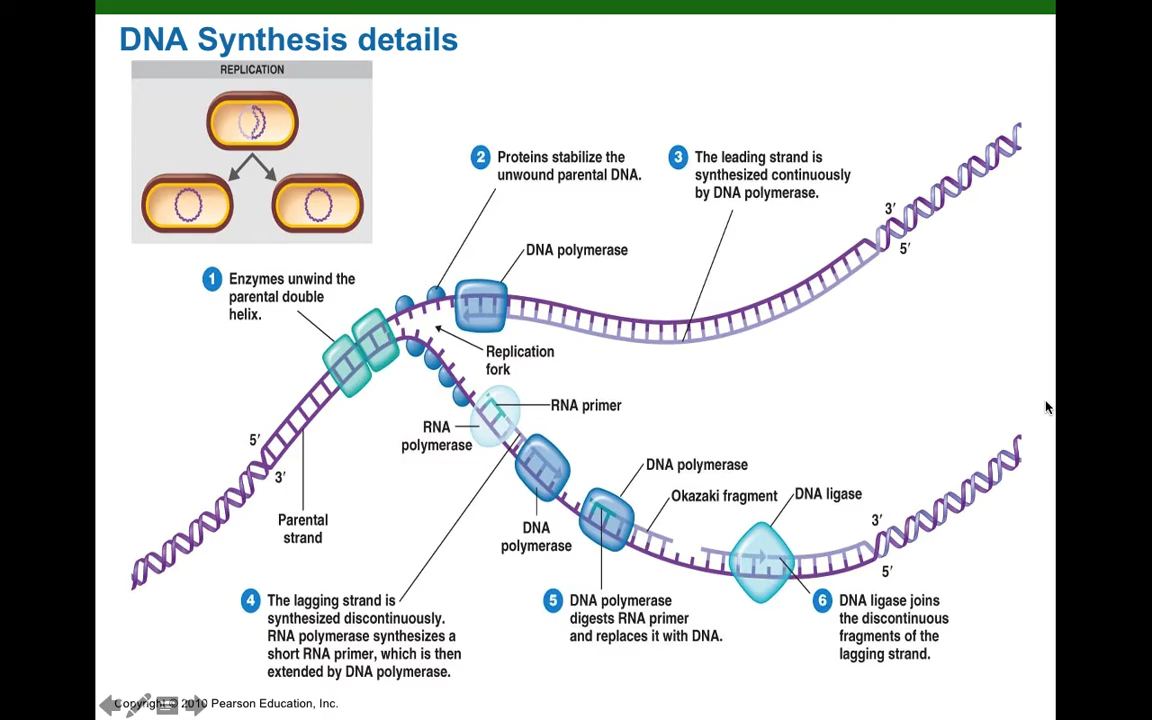 DNA Synthesis details
REPLICATION
2 Proteins stabilize the
unwound parental DNA.
3 The leading strand is
synthesized continuously
by DNA polymerase.
3′
5′
DNA polymerase
1 Enzymes unwind the
parental double
helix.
Replication
fork
RNA primer
RNA
polymerase
5′
3′
DNA polymerase
Okazaki fragment
DNA ligase
Parental
strand
DNA
polymerase
3′
5′
4 The lagging strand is
synthesized discontinuously.
RNA polymerase synthesizes a
short RNA primer, which is then
extended by DNA polymerase.
5 DNA polymerase
digests RNA primer
and replaces it with DNA.
6 DNA ligase joins
the discontinuous
fragments of the
lagging strand.
Copyright © 2010 Pearson Education, Inc.